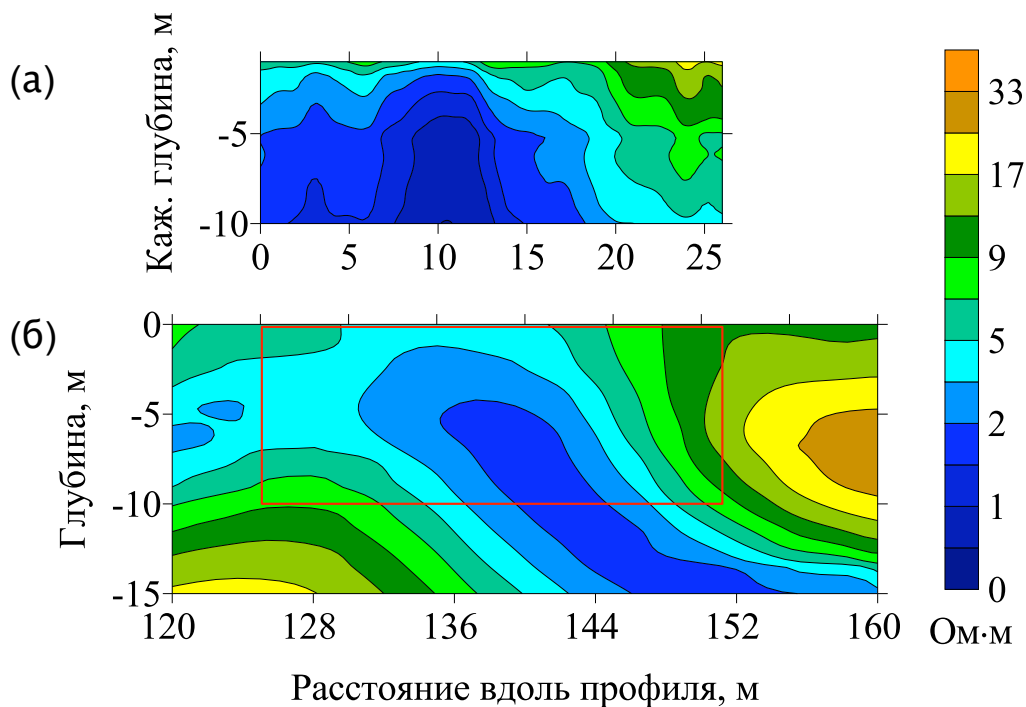 (а)
Каж. глубина, м
-5
-10
0 5 10 15 20 25
(б)
Глубина, м
0
-5
-10
-15
120 128 136 144 152 160
Расстояние вдоль профиля, м
33
17
9
5
2
1
0
Ом·м